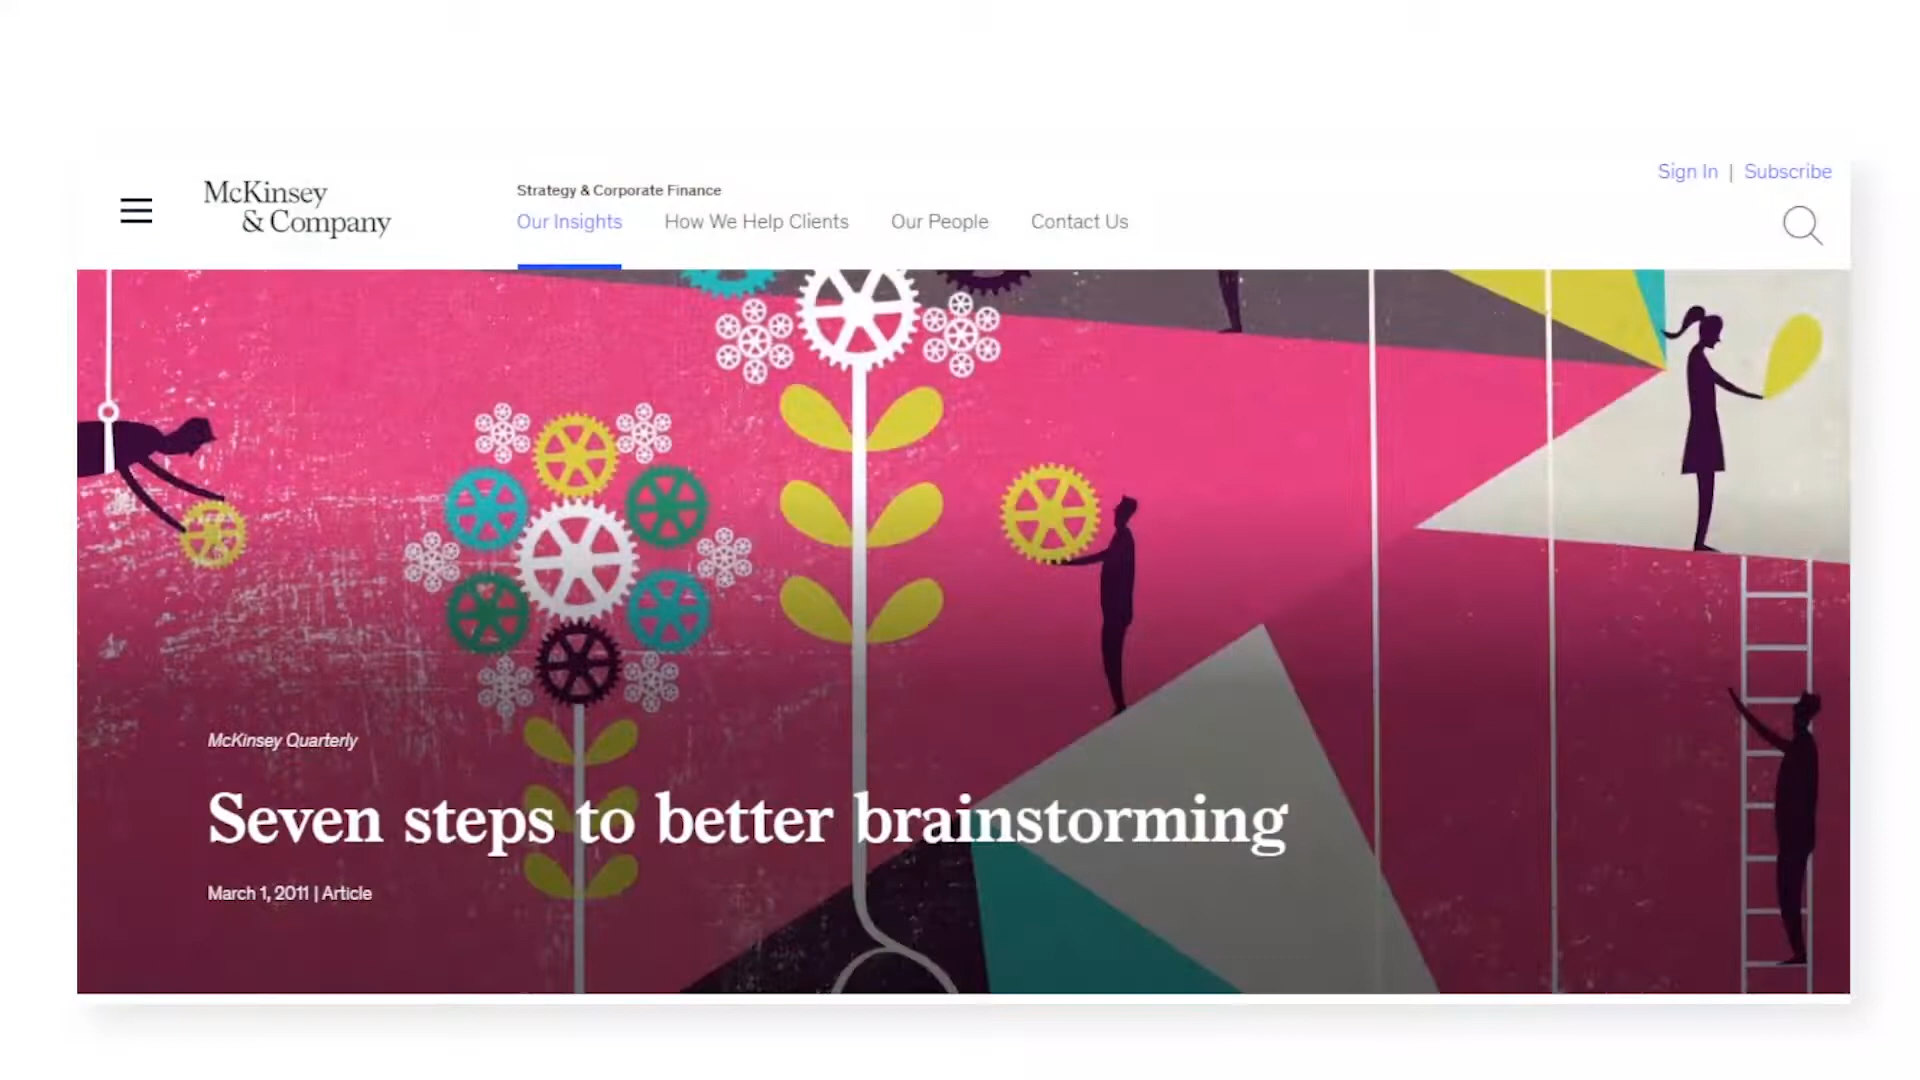 Sign In | Subscribe
McKinsey
& Company
Strategy & Corporate Finance
Our Insights How We Help Clients Our People Contact Us
McKinsey Quarterly
Seven steps to better brainstorming
March 1, 2011 | Article